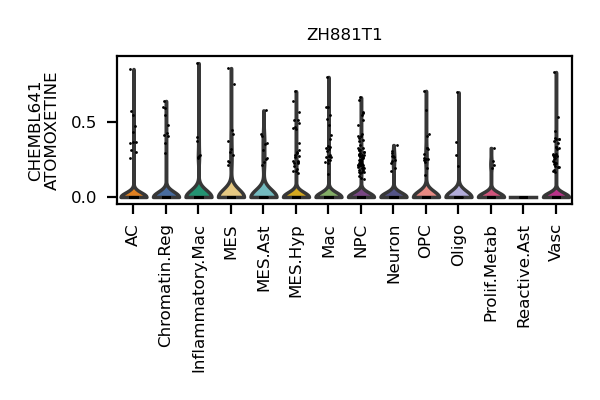 ZH881T1
CHEMBL641
ATOMOXETINE
0.5
0.0
AC
Chromatin.Reg
Inflammatory.Mac
MES
MES.Ast
MES.Hyp
Mac
NPC
Neuron
OPC
Oligo
Prolif.Metab
Reactive.Ast
Vasc